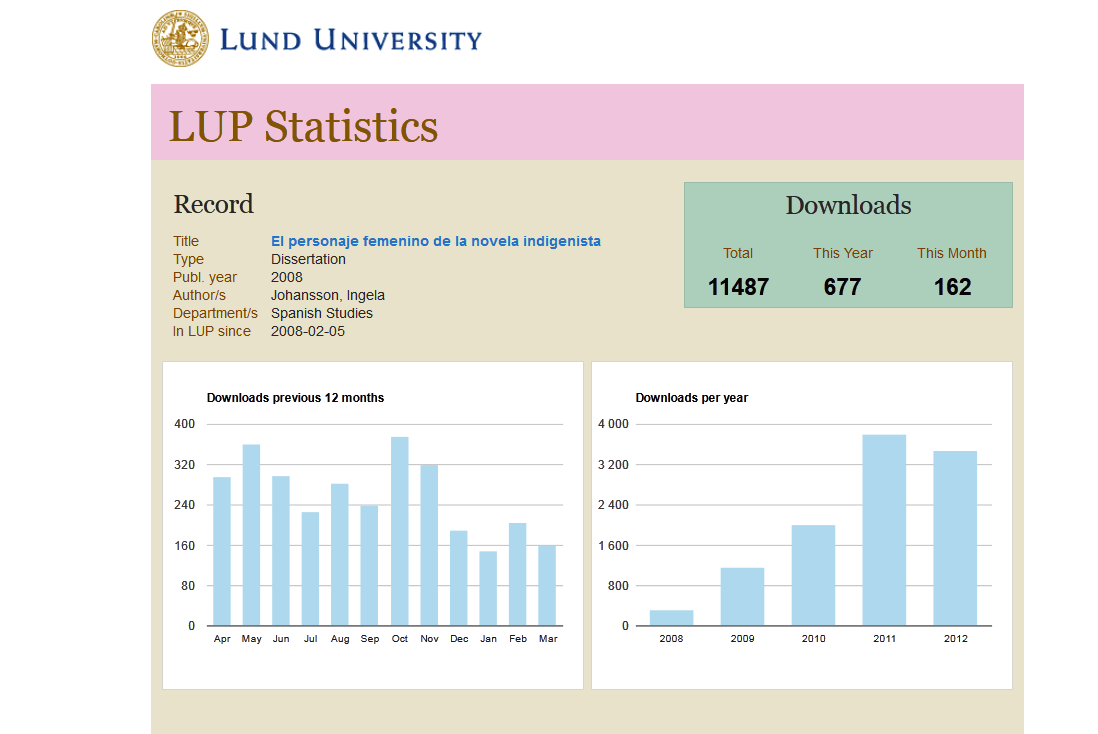 LUND UNIVERSITY
LUP Statistics
Record
Title El personaje femenino de la novela indigenista
Type Dissertation
Publ. year 2008
Author/s Johansson, Ingela
Department/s Spanish Studies
In LUP since 2008-02-05
Downloads
Total This Year This Month
11487 677 162
Downloads previous 12 months
400
320
240
160
80
0
Apr May Jun Jul Aug Sep Oct Nov Dec Jan Feb Mar
Downloads per year
4 000
3 200
2 400
1 600
800
0
2008 2009 2010 2011 2012